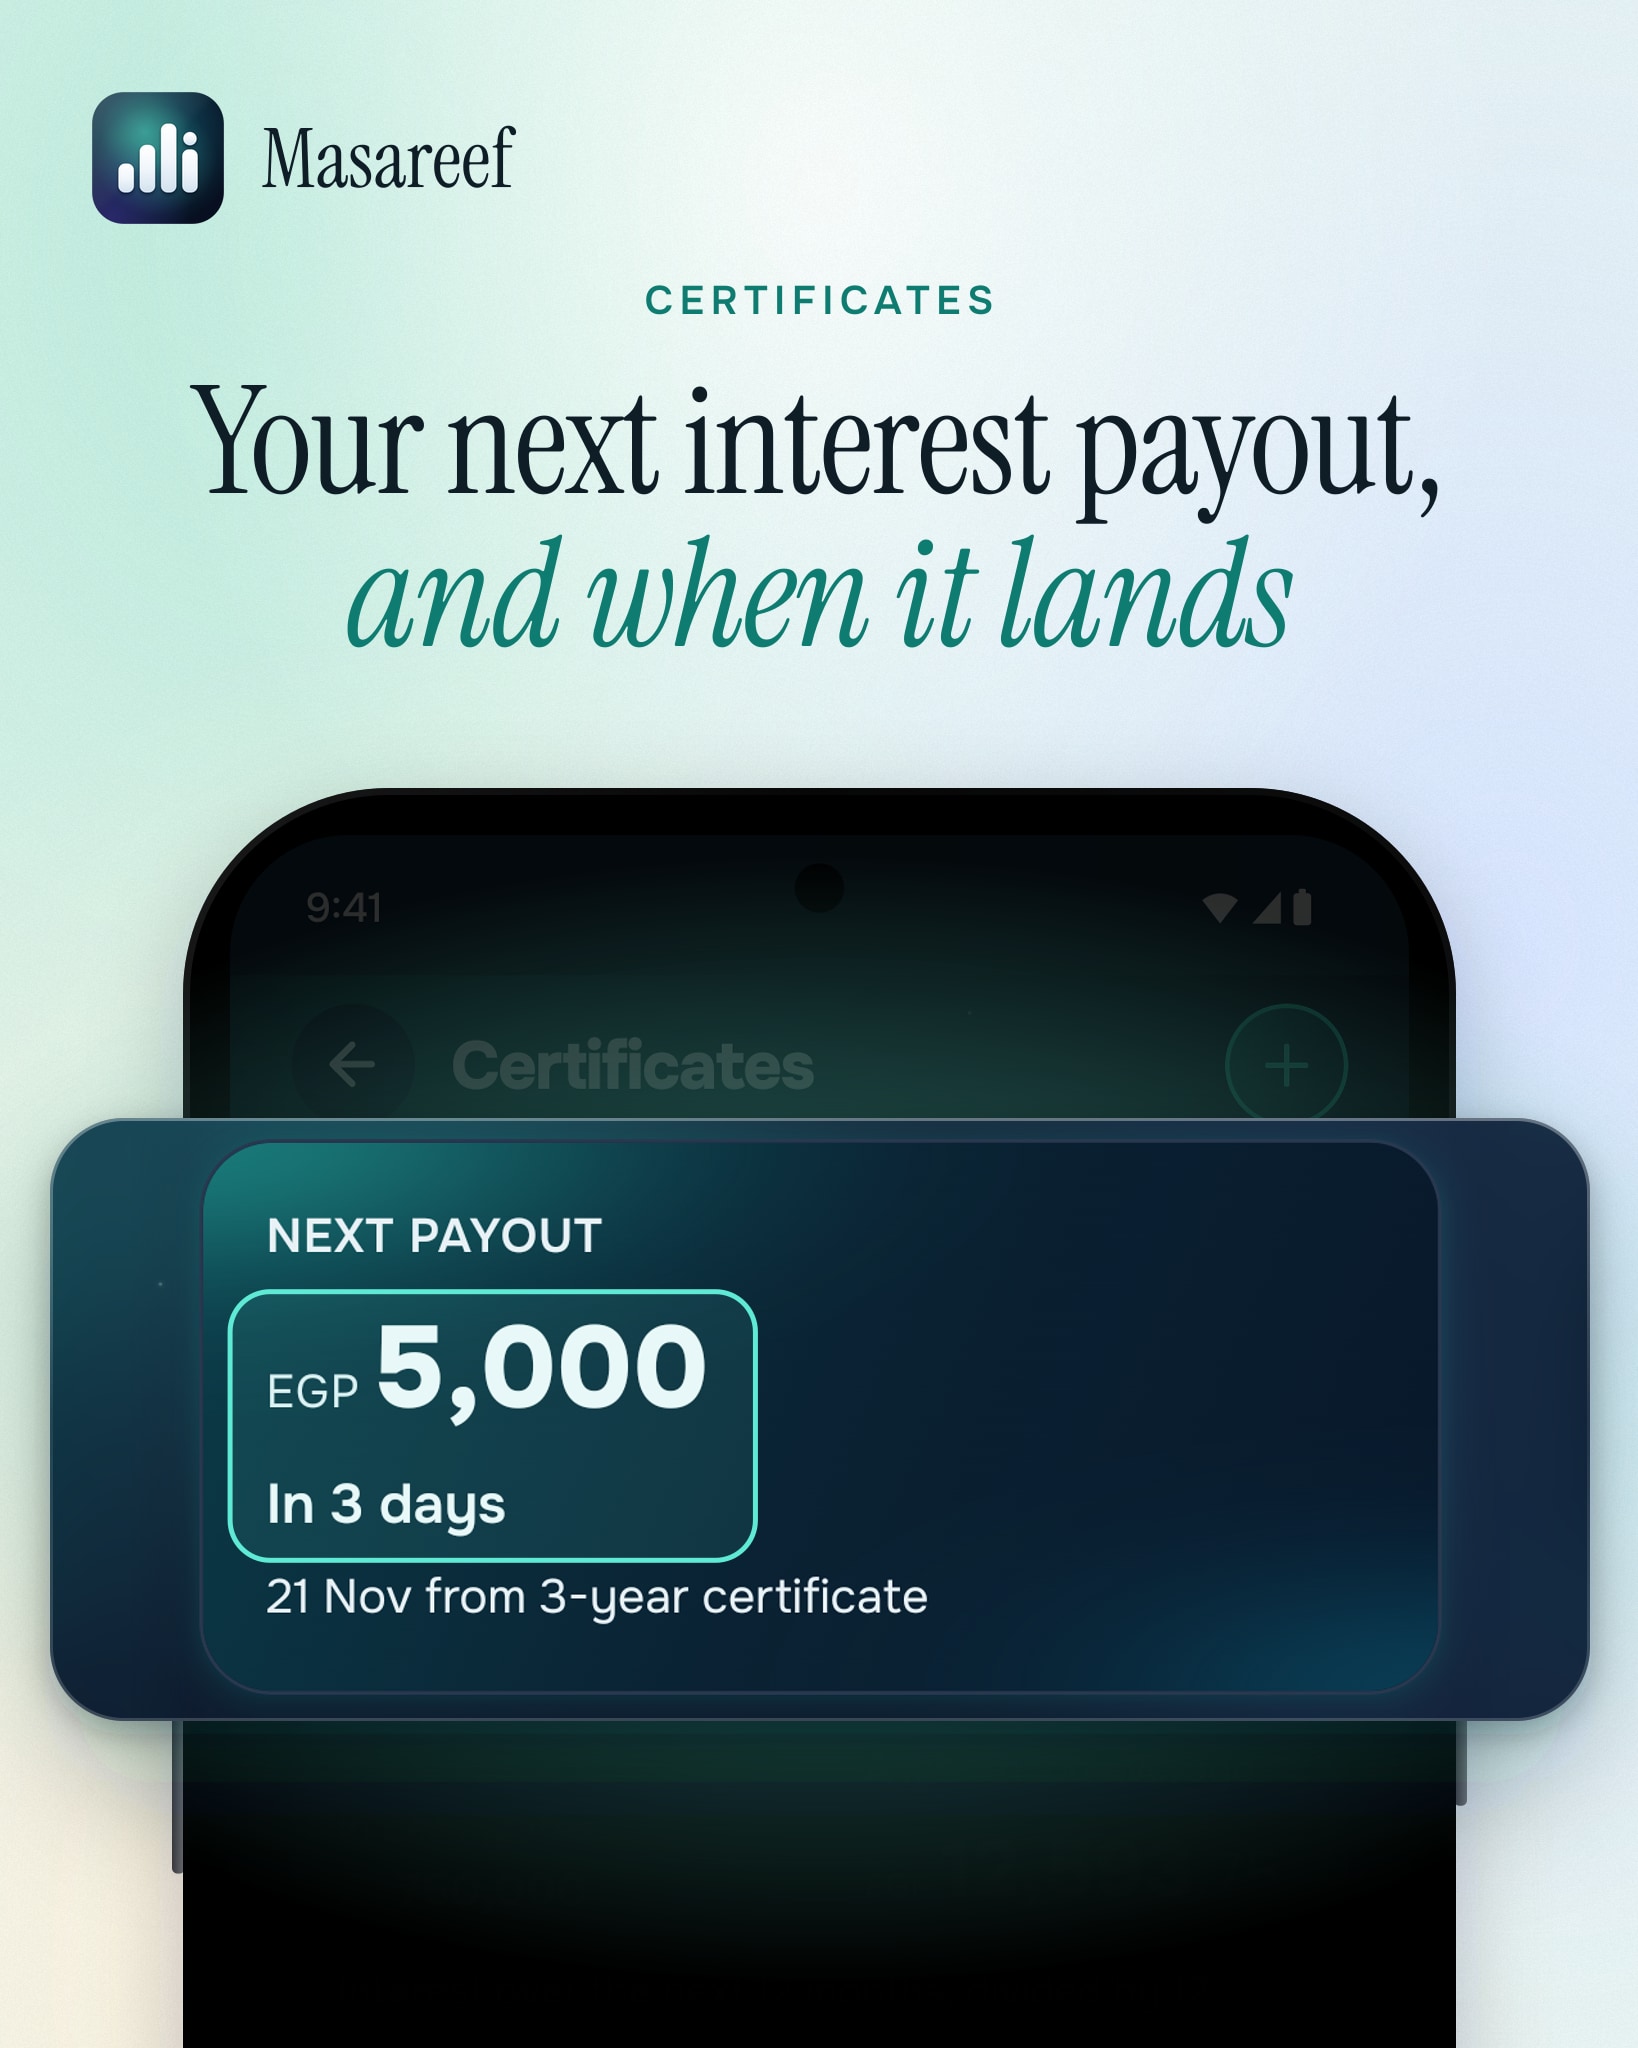 Masareef
CERTIFICATES
Your next interest payout,
and when it lands
9:41
Certificates
NEXT PAYOUT
EGP 5,000
In 3 days
21 Nov from 3-year certificate